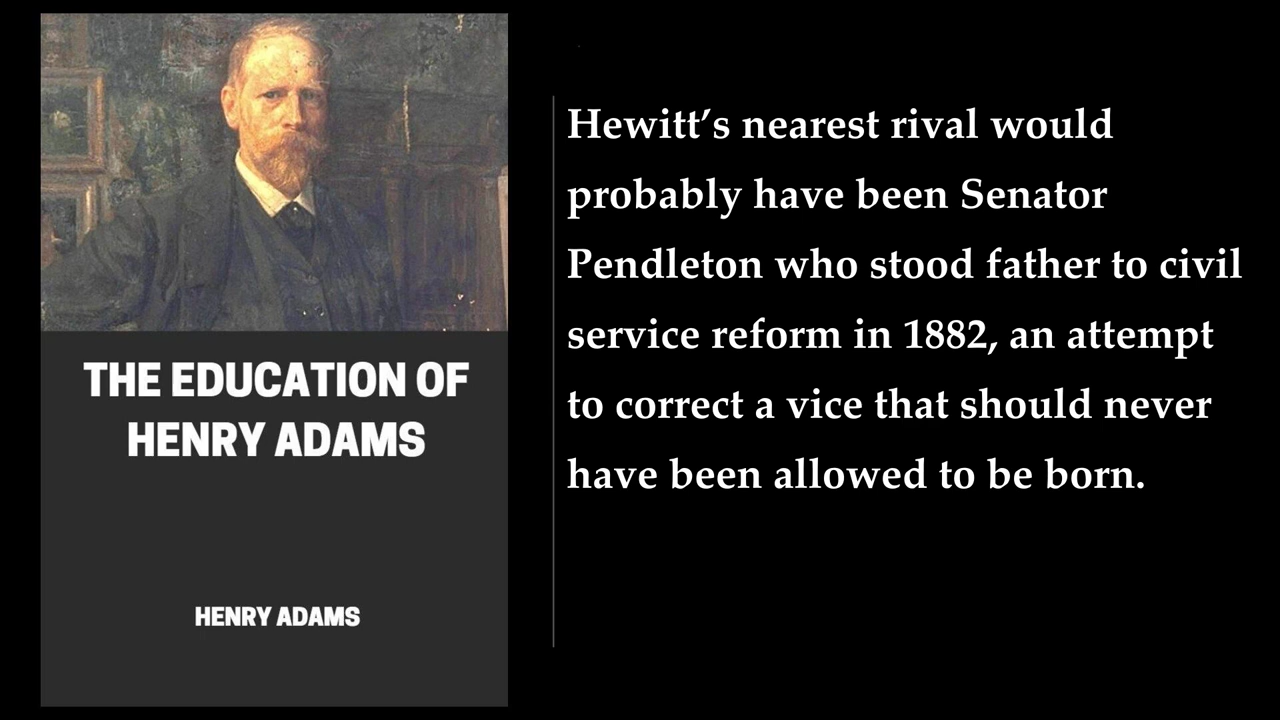 THE EDUCATION OF
HENRY ADAMS
HENRY ADAMS
Hewitt’s nearest rival would
probably have been Senator
Pendleton who stood father to civil
service reform in 1882, an attempt
to correct a vice that should never
have been allowed to be born.